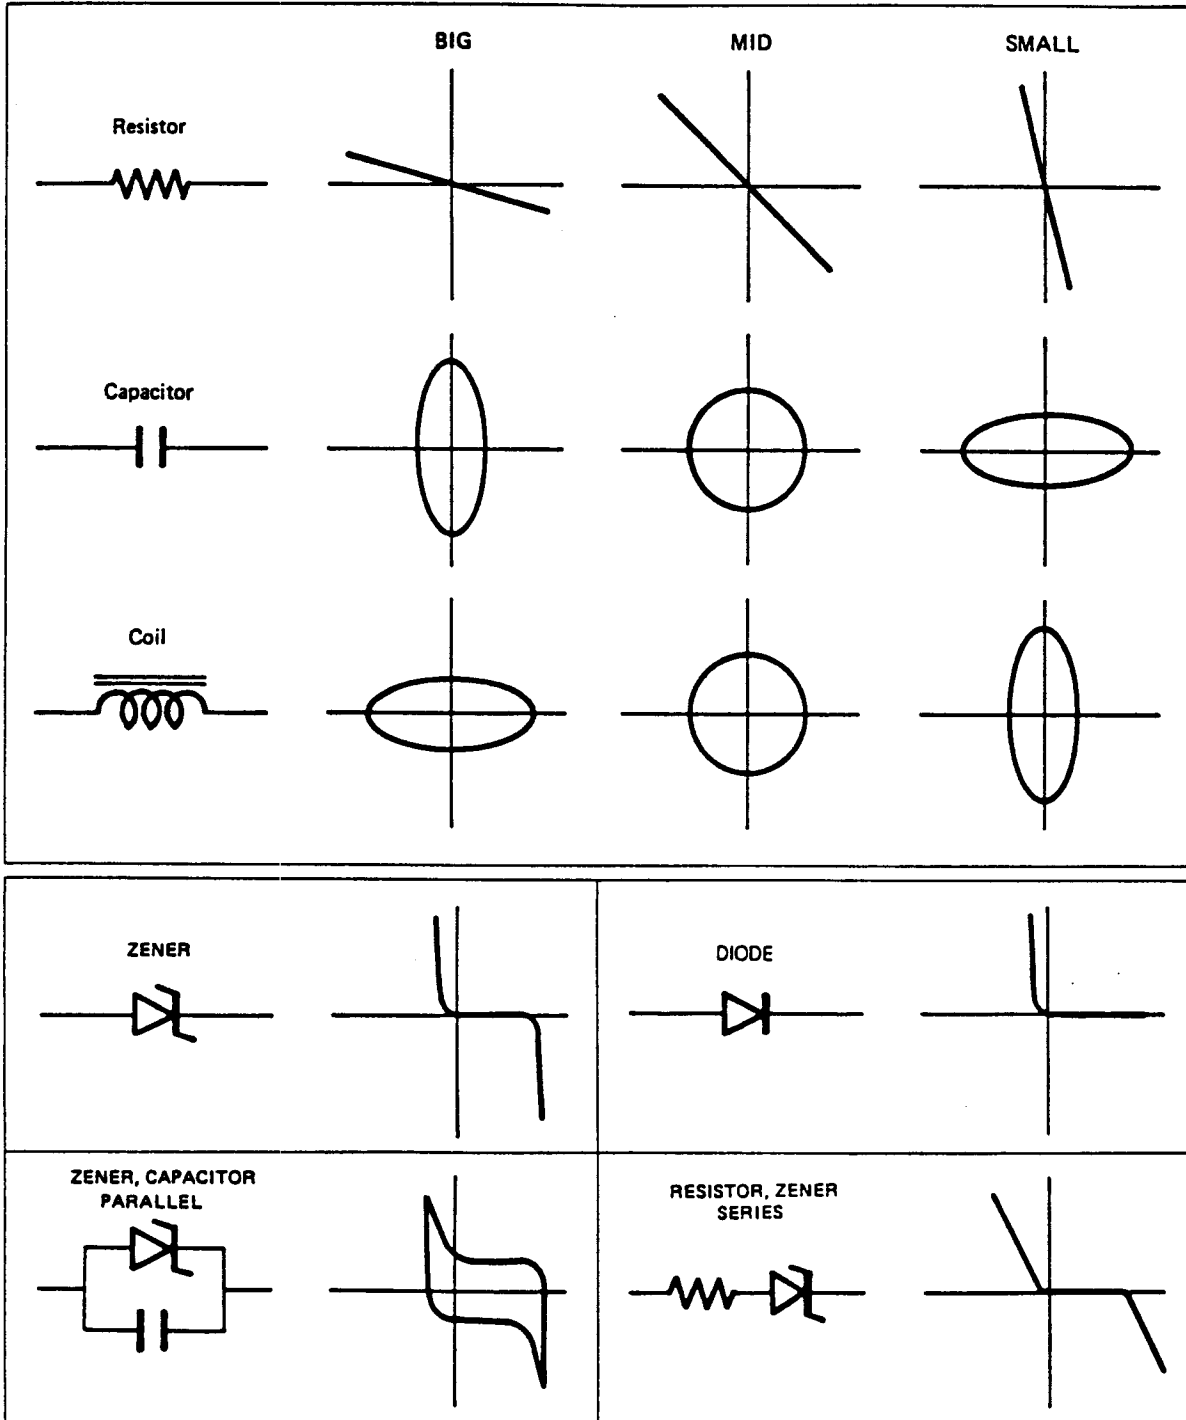 BIG MID SMALL
Resistor
Capacitor
Coil
ZENER
DIODE
ZENER, CAPACITOR
PARALLEL
RESISTOR, ZENER
SERIES